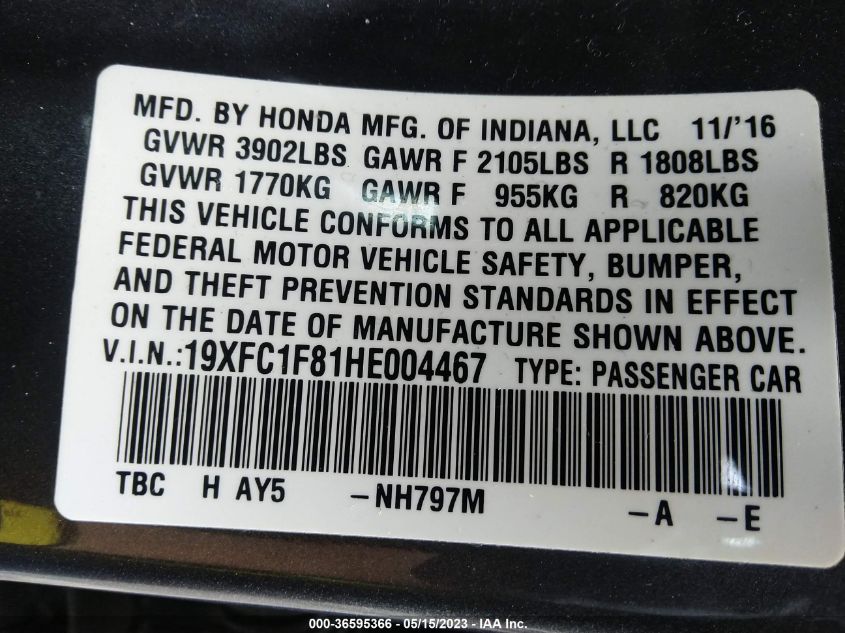 MFD. BY HONDA MFG. OF INDIANA, LLC 11/'16
GVWR 3902LBS GAWR F 2105LBS R 1808LBS
GVWR 1770KG GAWR F 955KG R 820KG
THIS VEHICLE CONFORMS TO ALL APPLICABLE
FEDERAL MOTOR VEHICLE SAFETY, BUMPER,
AND THEFT PREVENTION STANDARDS IN EFFECT
ON THE DATE OF MANUFACTURE SHOWN ABOVE.
V.I.N.:19XFC1F81HE004467 TYPE: PASSENGER CAR
TBC H AY5 -NH797M -A -E
000-36595366 - 05/15/2023 - IAA Inc.